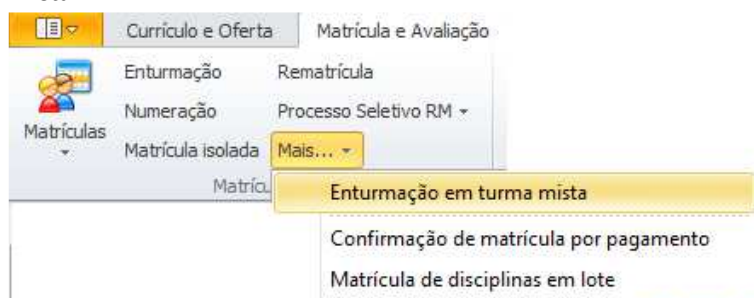 Currículo e Oferta Matrícula e Avaliação
Enturmação Rematrícula
Numeração Processo Seletivo RM
Matrículas
Matrícula isolada Mais...
Matríc
Enturmação em turma mista
Confirmação de matrícula por pagamento
Matrícula de disciplinas em lote